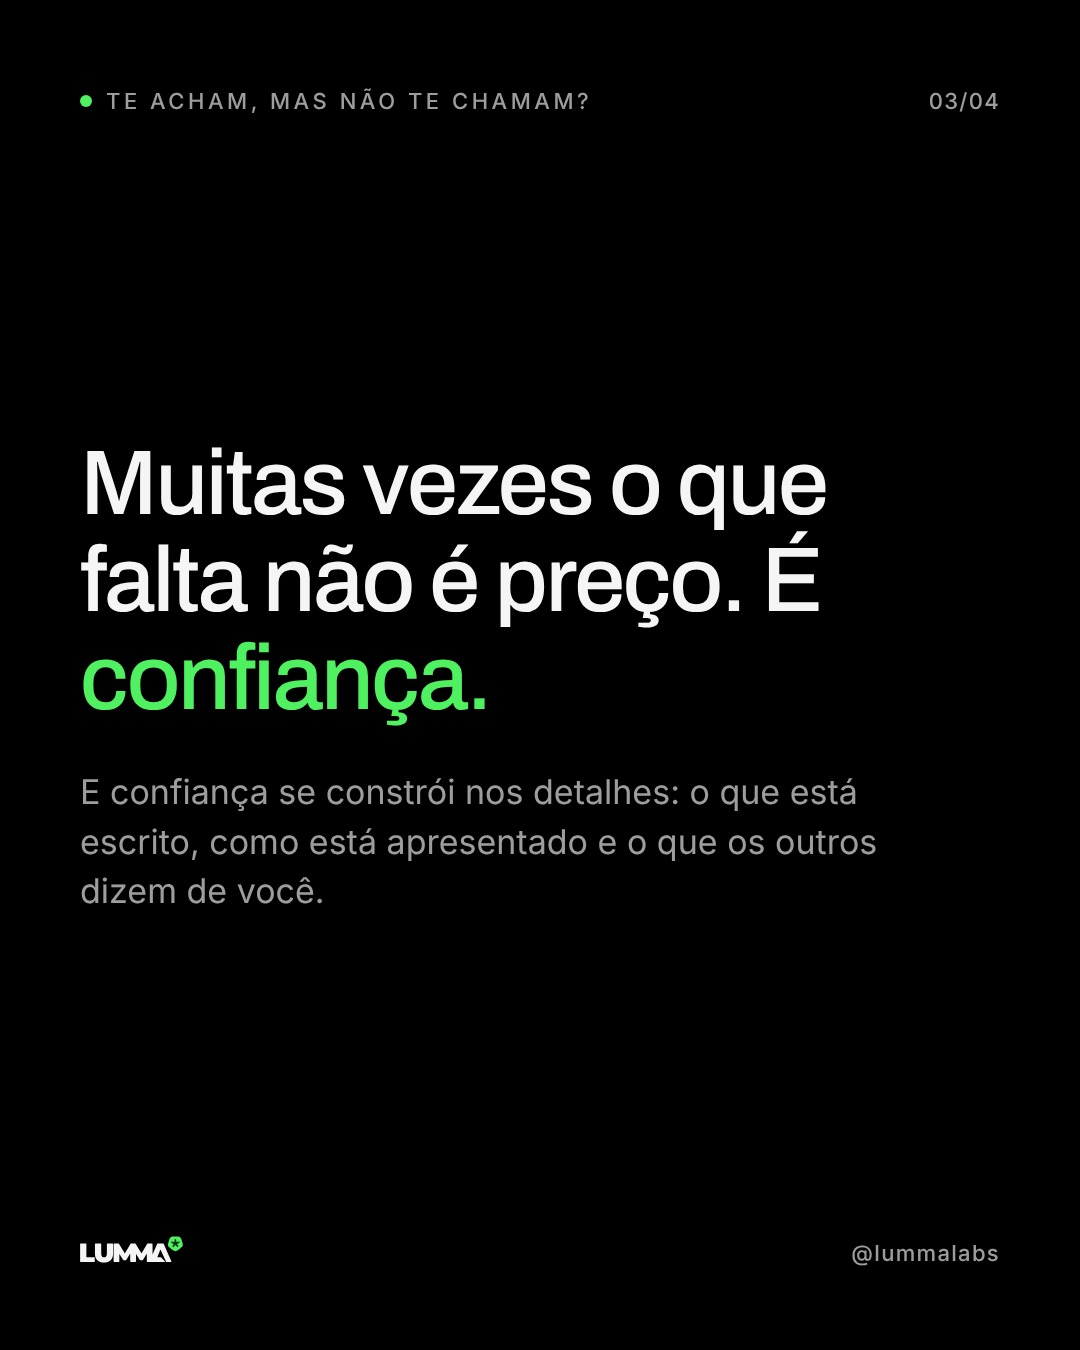 TE ACHAM, MAS NÃO TE CHAMAM?
03/04
Muitas vezes o que
falta não é preço. É
confiança.
E confiança se constrói nos detalhes: o que está
escrito, como está apresentado e o que os outros
dizem de você.
LUMMA
@lummalabs